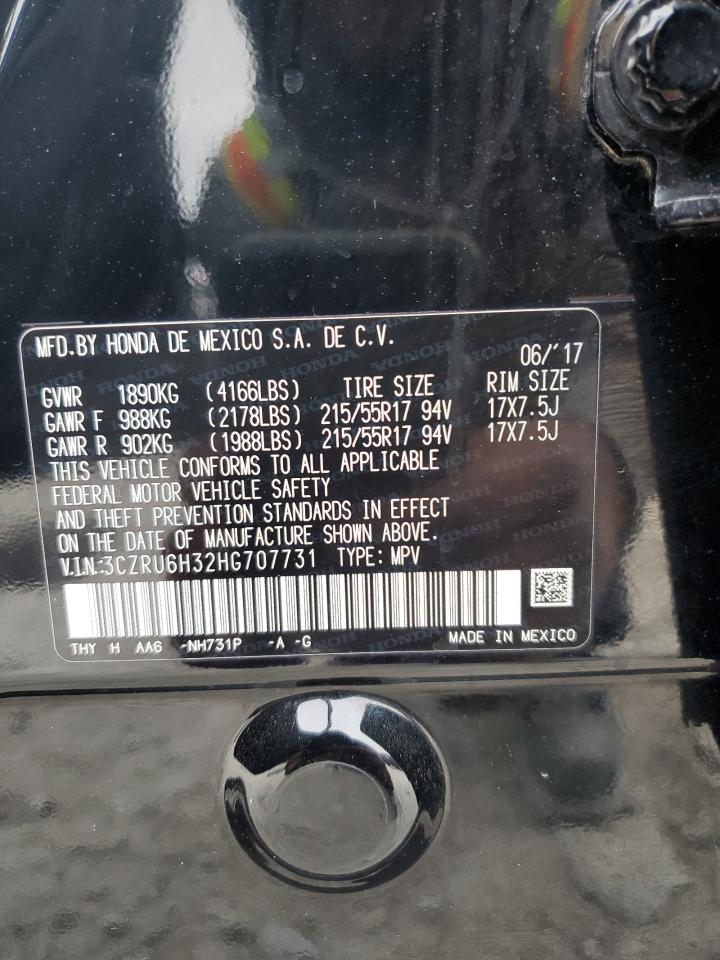 MFD.BY HONDA DE MEXICO S.A. DE C.V.
06/'17
GVWR 1890KG (4166LBS) TIRE SIZE RIM SIZE
GAWR F 988KG (2178LBS) 215/55R17 94V 17X7.5J
GAWR R 902KG (1988LBS) 215/55R17 94V 17X7.5J
THIS VEHICLE CONFORMS TO ALL APPLICABLE
FEDERAL MOTOR VEHICLE SAFETY
AND THEFT PREVENTION STANDARDS IN EFFECT
ON THE DATE OF MANUFACTURE SHOWN ABOVE.
V.I.N.:3CZRU6H32HG707731 TYPE: MPV
THY H AA6 -NH731P -A -G MADE IN MEXICO